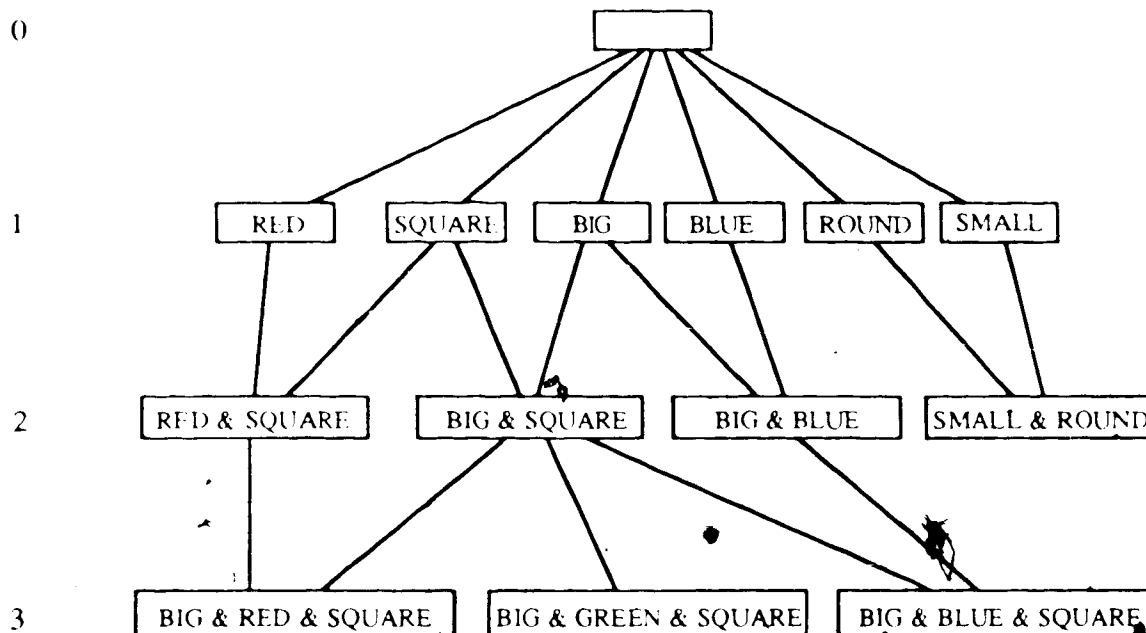 0
1 RED SQUARE BIG BLUE ROUND SMALL
2 RED & SQUARE BIG & SQUARE BIG & BLUE SMALL & ROUND
3 BIG & RED & SQUARE BIG & GREEN & SQUARE BIG & BLUE & SQUARE